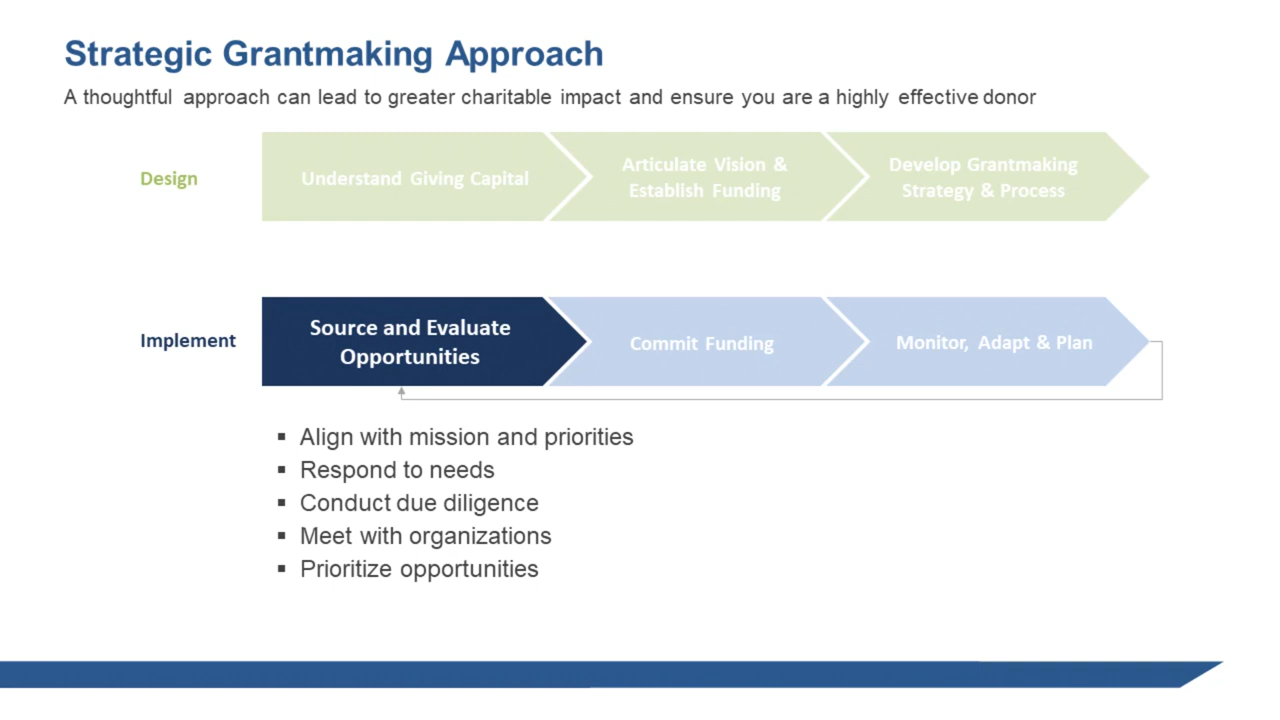 Strategic Grantmaking Approach
A thoughtful approach can lead to greater charitable impact and ensure you are a highly effective donor
Design
Understand Giving Capital
Articulate Vision &
Establish Funding
Develop Grantmaking
Strategy & Process
Implement
Source and Evaluate
Opportunities
Commit Funding
Monitor, Adapt & Plan
▪ Align with mission and priorities
▪ Respond to needs
▪ Conduct due diligence
▪ Meet with organizations
▪ Prioritize opportunities